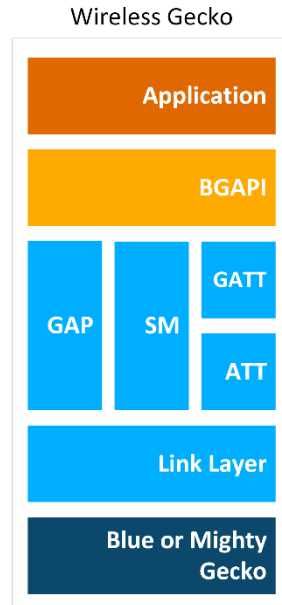 Wireless Gecko
Application
BGAPI
GAP
SM
GATT
ATT
Link Layer
Blue or Mighty
Gecko